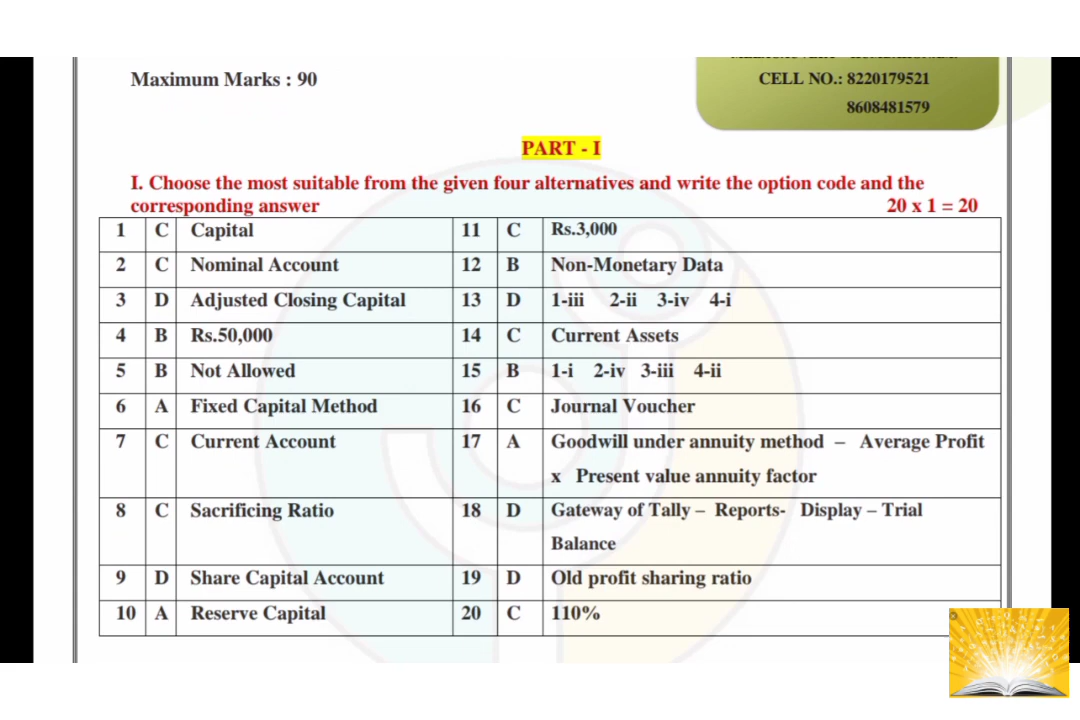 Maximum Marks : 90
CELL NO.: 8220179521
8608481579
PART - I
I. Choose the most suitable from the given four alternatives and write the option code and the
corresponding answer 20 x 1 = 20
1 C Capital 11 C Rs.3,000
2 C Nominal Account 12 B Non-Monetary Data
3 D Adjusted Closing Capital 13 D 1-iii 2-ii 3-iv 4-i
4 B Rs.50,000 14 C Current Assets
5 B Not Allowed 15 B 1-i 2-iv 3-iii 4-ii
6 A Fixed Capital Method 16 C Journal Voucher
7 C Current Account 17 A Goodwill under annuity method – Average Profit
x Present value annuity factor
8 C Sacrificing Ratio 18 D Gateway of Tally – Reports- Display – Trial
Balance
9 D Share Capital Account 19 D Old profit sharing ratio
10 A Reserve Capital 20 C 110%